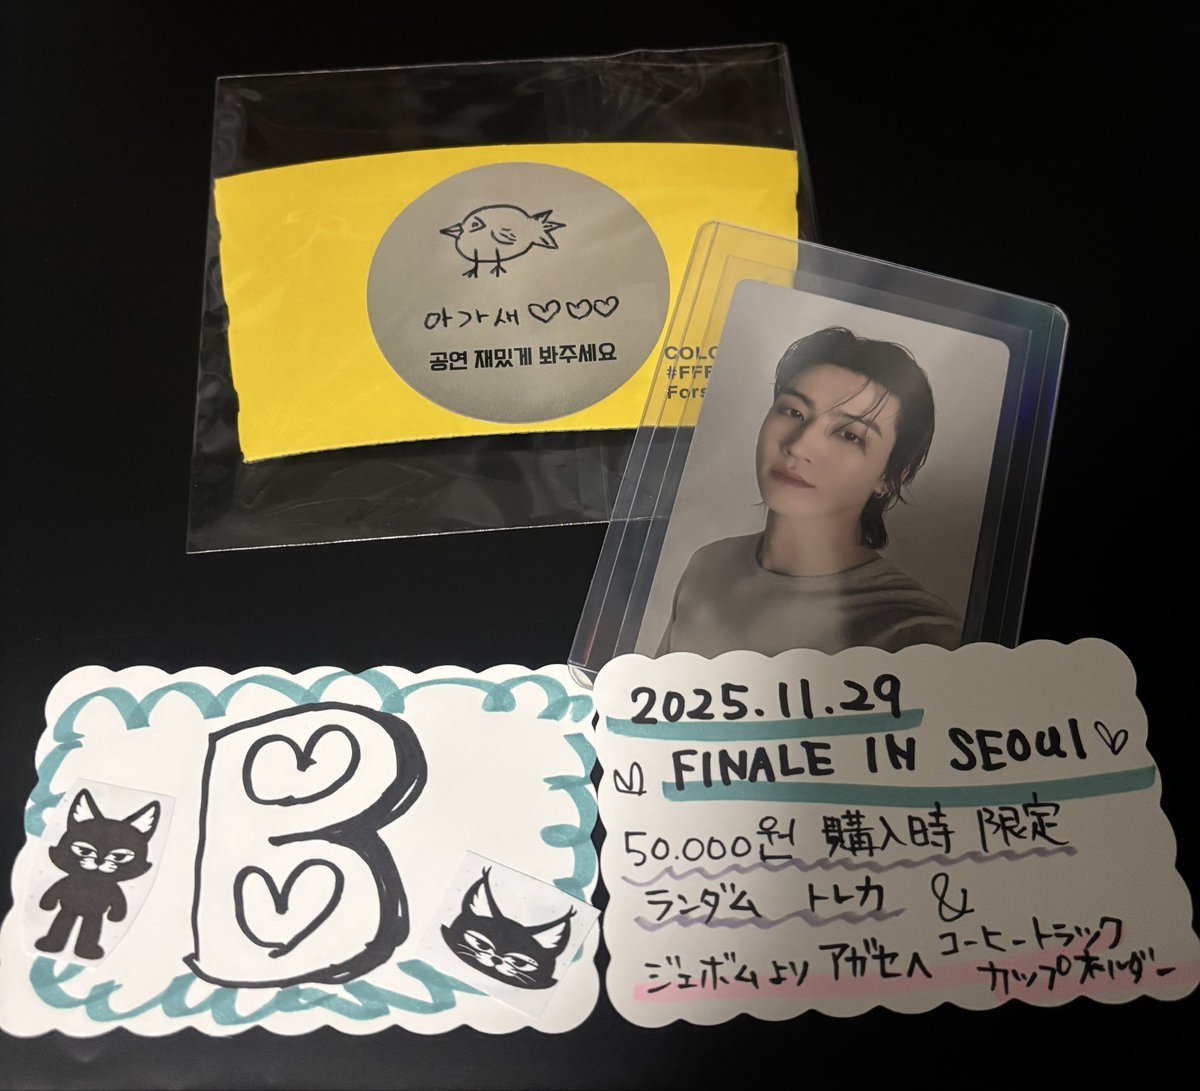 아가새♡♡♡
공연 재밌게 봐주세요
COLO
#FFF
Fors
B
2025.11.29
FINALE IN SEOUL♡
50.000원 購入時 限定
ランダム トレカ &
ジェボムより アガセへ コーヒートラック
カップホルダー